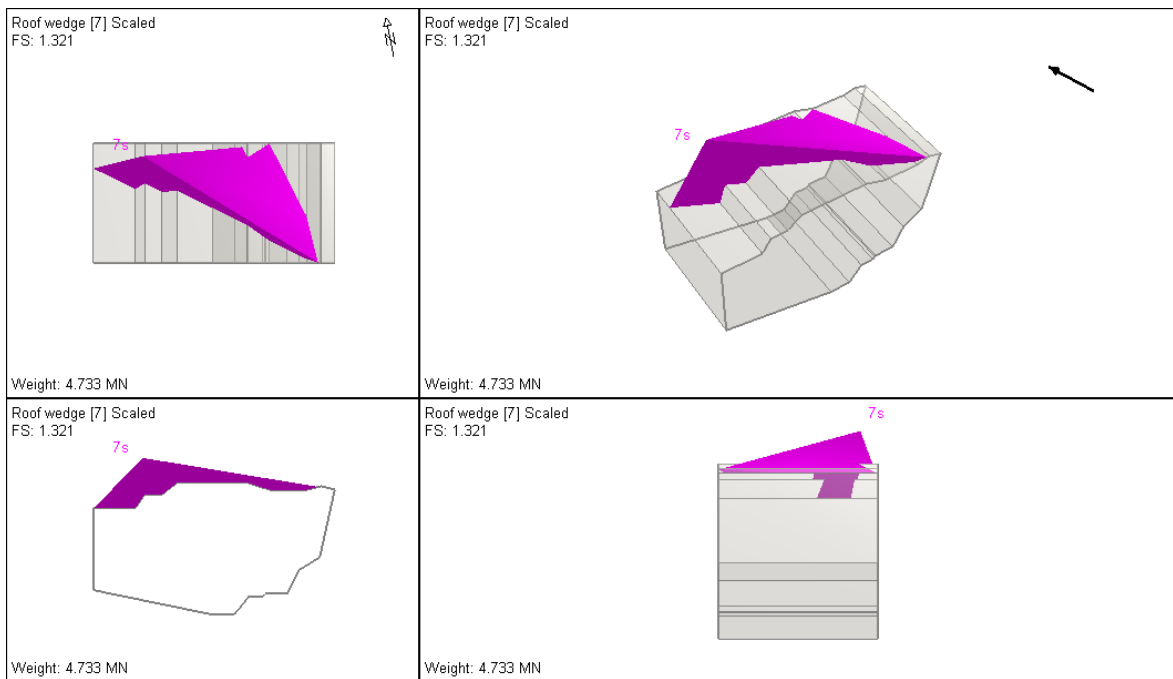 Roof wedge [7] Scaled
FS: 1.321
N
7s
Weight: 4.733 MN
Roof wedge [7] Scaled
FS: 1.321
7s
Weight: 4.733 MN
Roof wedge [7] Scaled
FS: 1.321
7s
Weight: 4.733 MN
Roof wedge [7] Scaled
FS: 1.321
7s
Weight: 4.733 MN